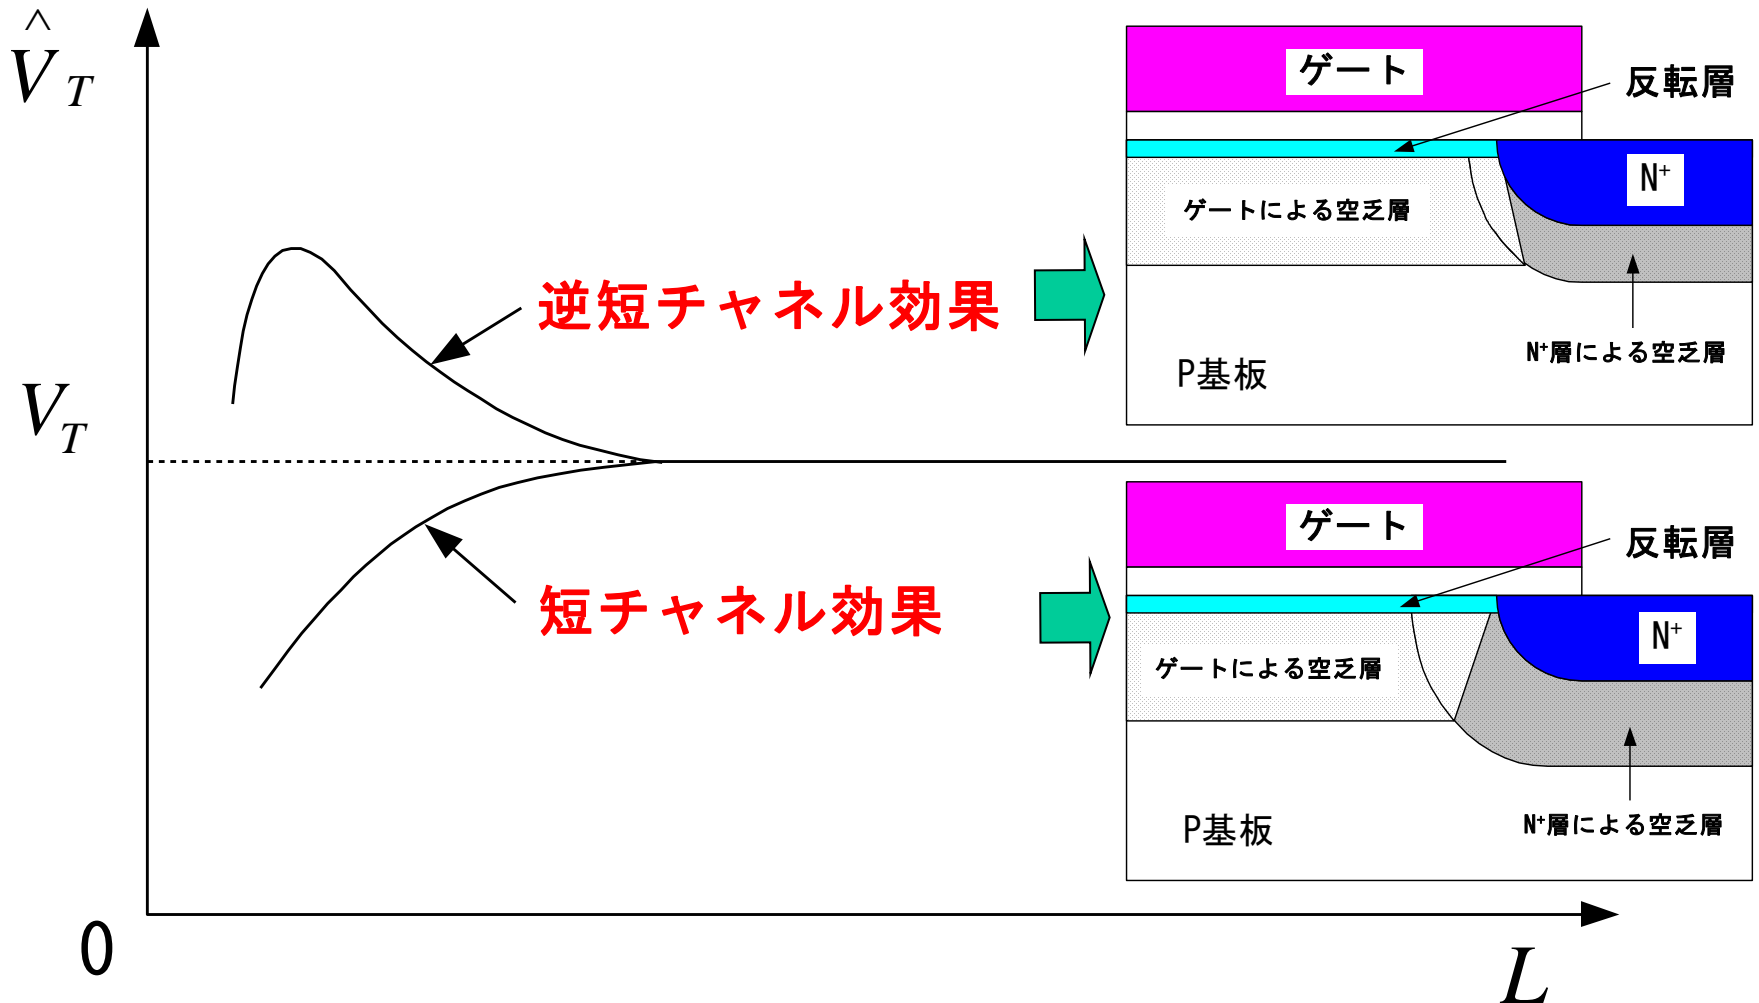 ^
V T
ゲート
反転層
N+
ゲートによる空乏層
逆短チャネル効果
N+層による空乏層
P基板
VT
ゲート
反転層
短チャネル効果
N+
ゲートによる空乏層
P基板
N+層による空乏層
0
L